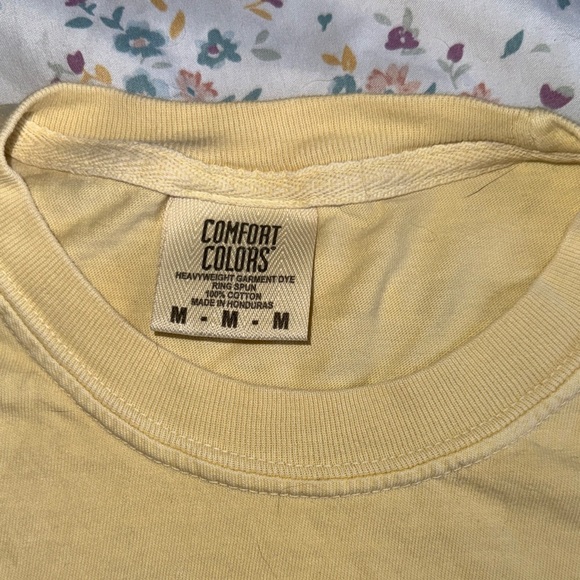 COMFORT
COLORS
HEAVYWEIGHT GARMENT DYE
RING SPUN
100% COTTON
MADE IN HONDURAS
M - M - M